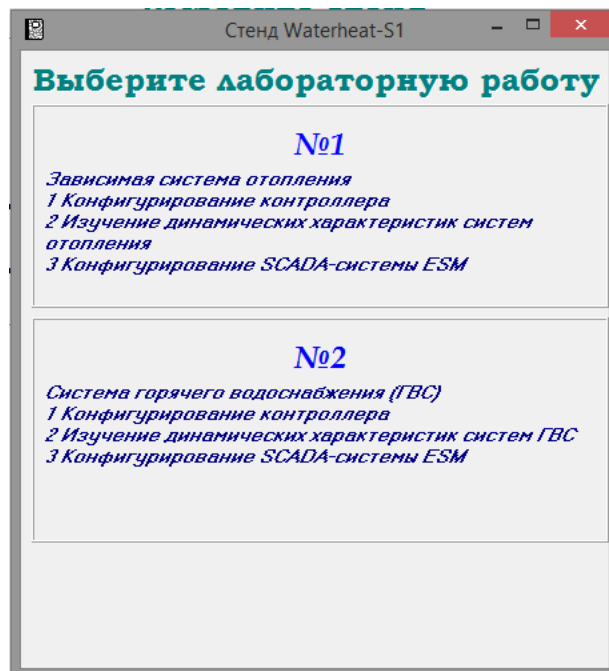 Стенд Waterheat-S1
Выберите лабораторную работу
№1
Зависимая система отопления
1 Конфигурирование контроллера
2 Изучение динамических характеристик систем
отопления
3 Конфигурирование SCADA-системы ESM
№2
Система горячего водоснабжения (ГВС)
1 Конфигурирование контроллера
2 Изучение динамических характеристик систем ГВС
3 Конфигурирование SCADA-системы ESM